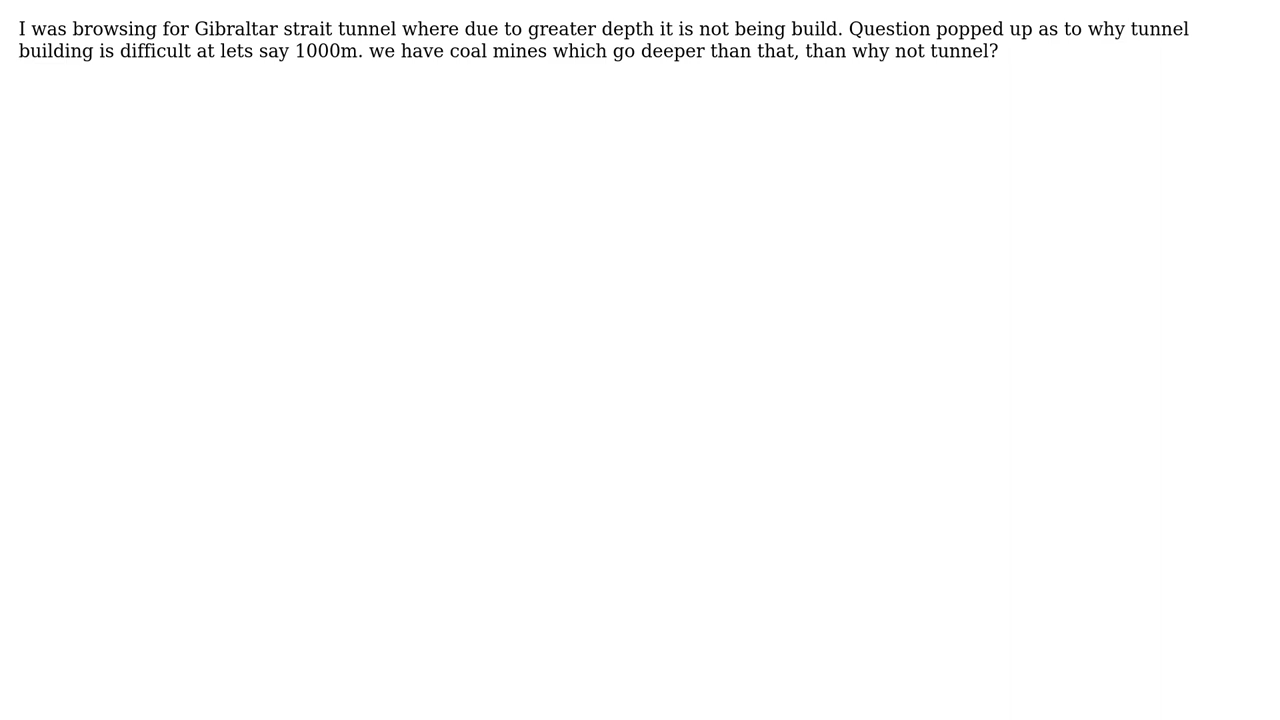 I was browsing for Gibraltar strait tunnel where due to greater depth it is not being build. Question popped up as to why tunnel
building is difficult at lets say 1000m. we have coal mines which go deeper than that, than why not tunnel?